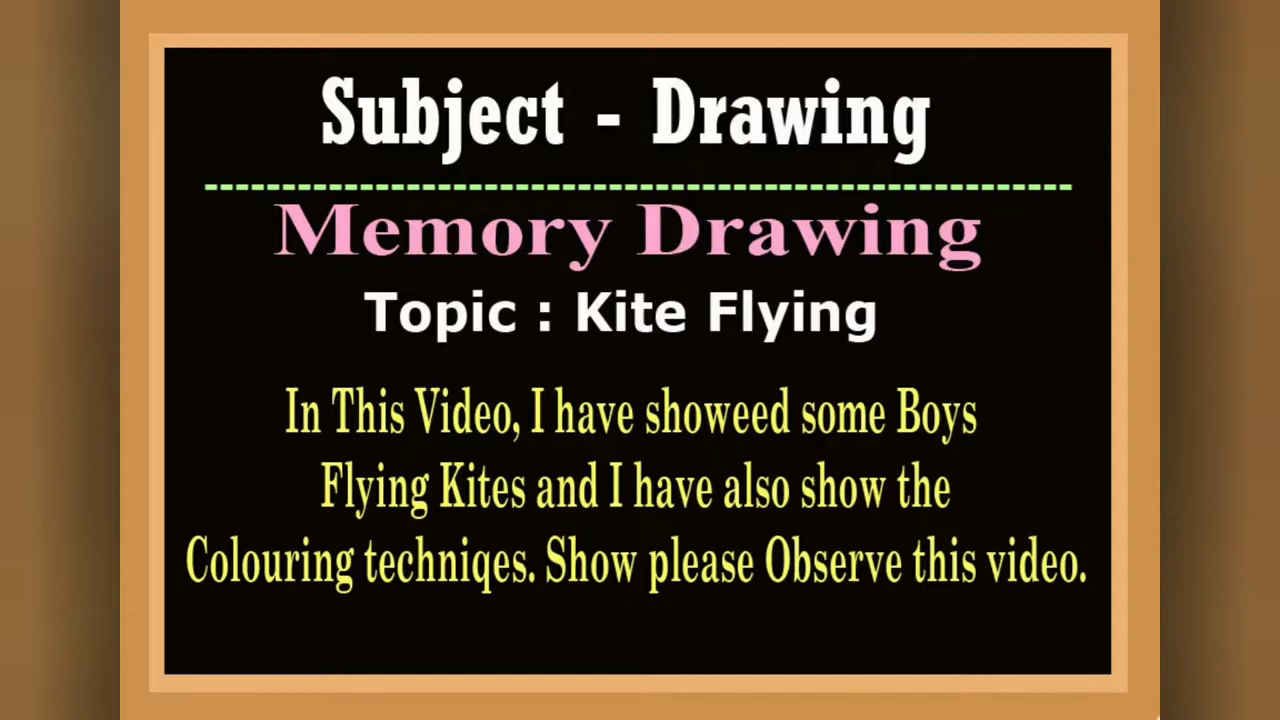 Subject - Drawing
-------------------------------------------------------
Memory Drawing
Topic : Kite Flying
In This Video, I have showeed some Boys
Flying Kites and I have also show the
Colouring techniqes. Show please Observe this video.